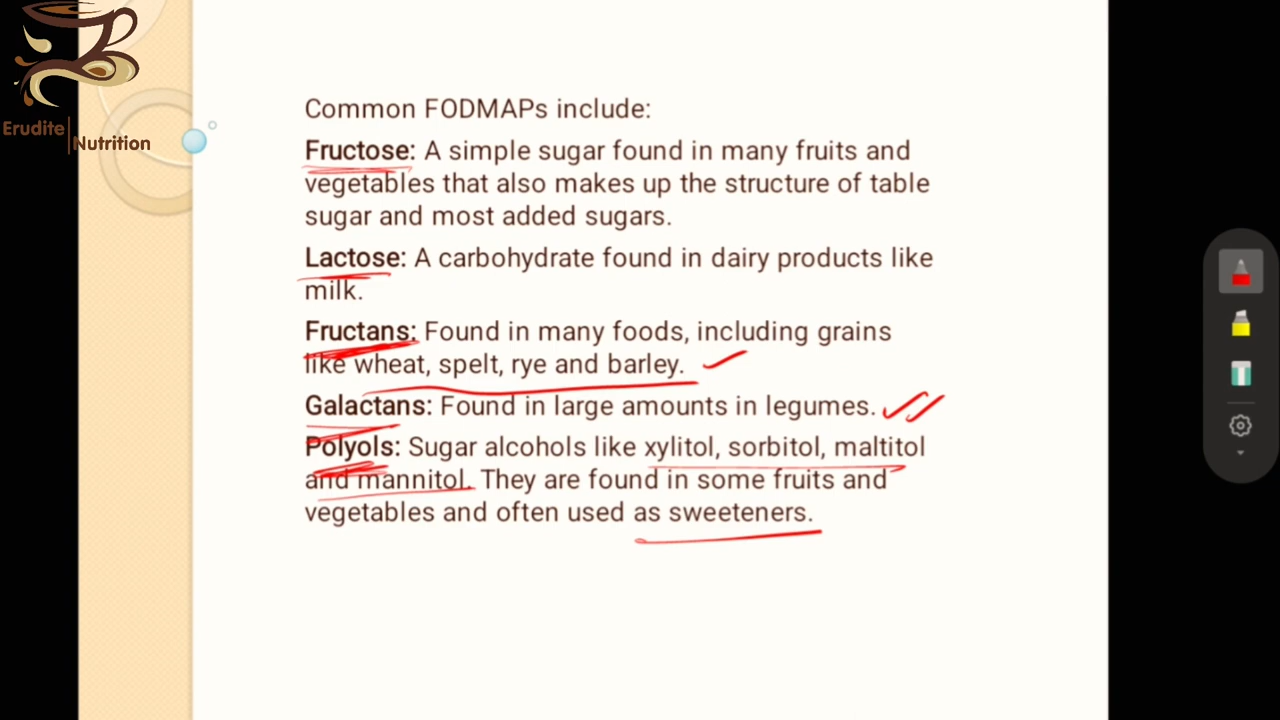 Erudite
Nutrition
Common FODMAPs include:
Fructose: A simple sugar found in many fruits and
vegetables that also makes up the structure of table
sugar and most added sugars.
Lactose: A carbohydrate found in dairy products like
milk.
Fructans: Found in many foods, including grains
like wheat, spelt, rye and barley.
Galactans: Found in large amounts in legumes.
Polyols: Sugar alcohols like xylitol, sorbitol, maltitol
and mannitol. They are found in some fruits and
vegetables and often used as sweeteners.